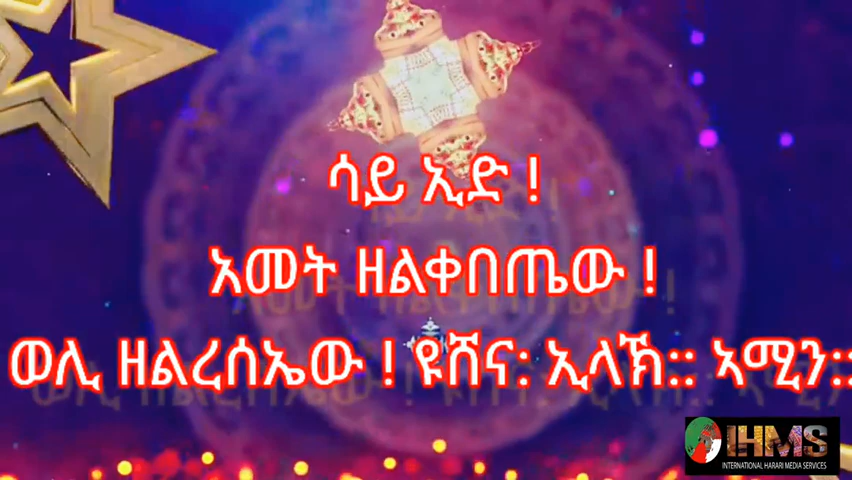 ሳይ ኢድ !
አመት ዘልቀበጤው !
ወሊ ዘልረሰኤው ! ዩሸና: ኢላኽ:: ኣሚን::
IHMS
INTERNATIONAL HARARI MEDIA SERVICES